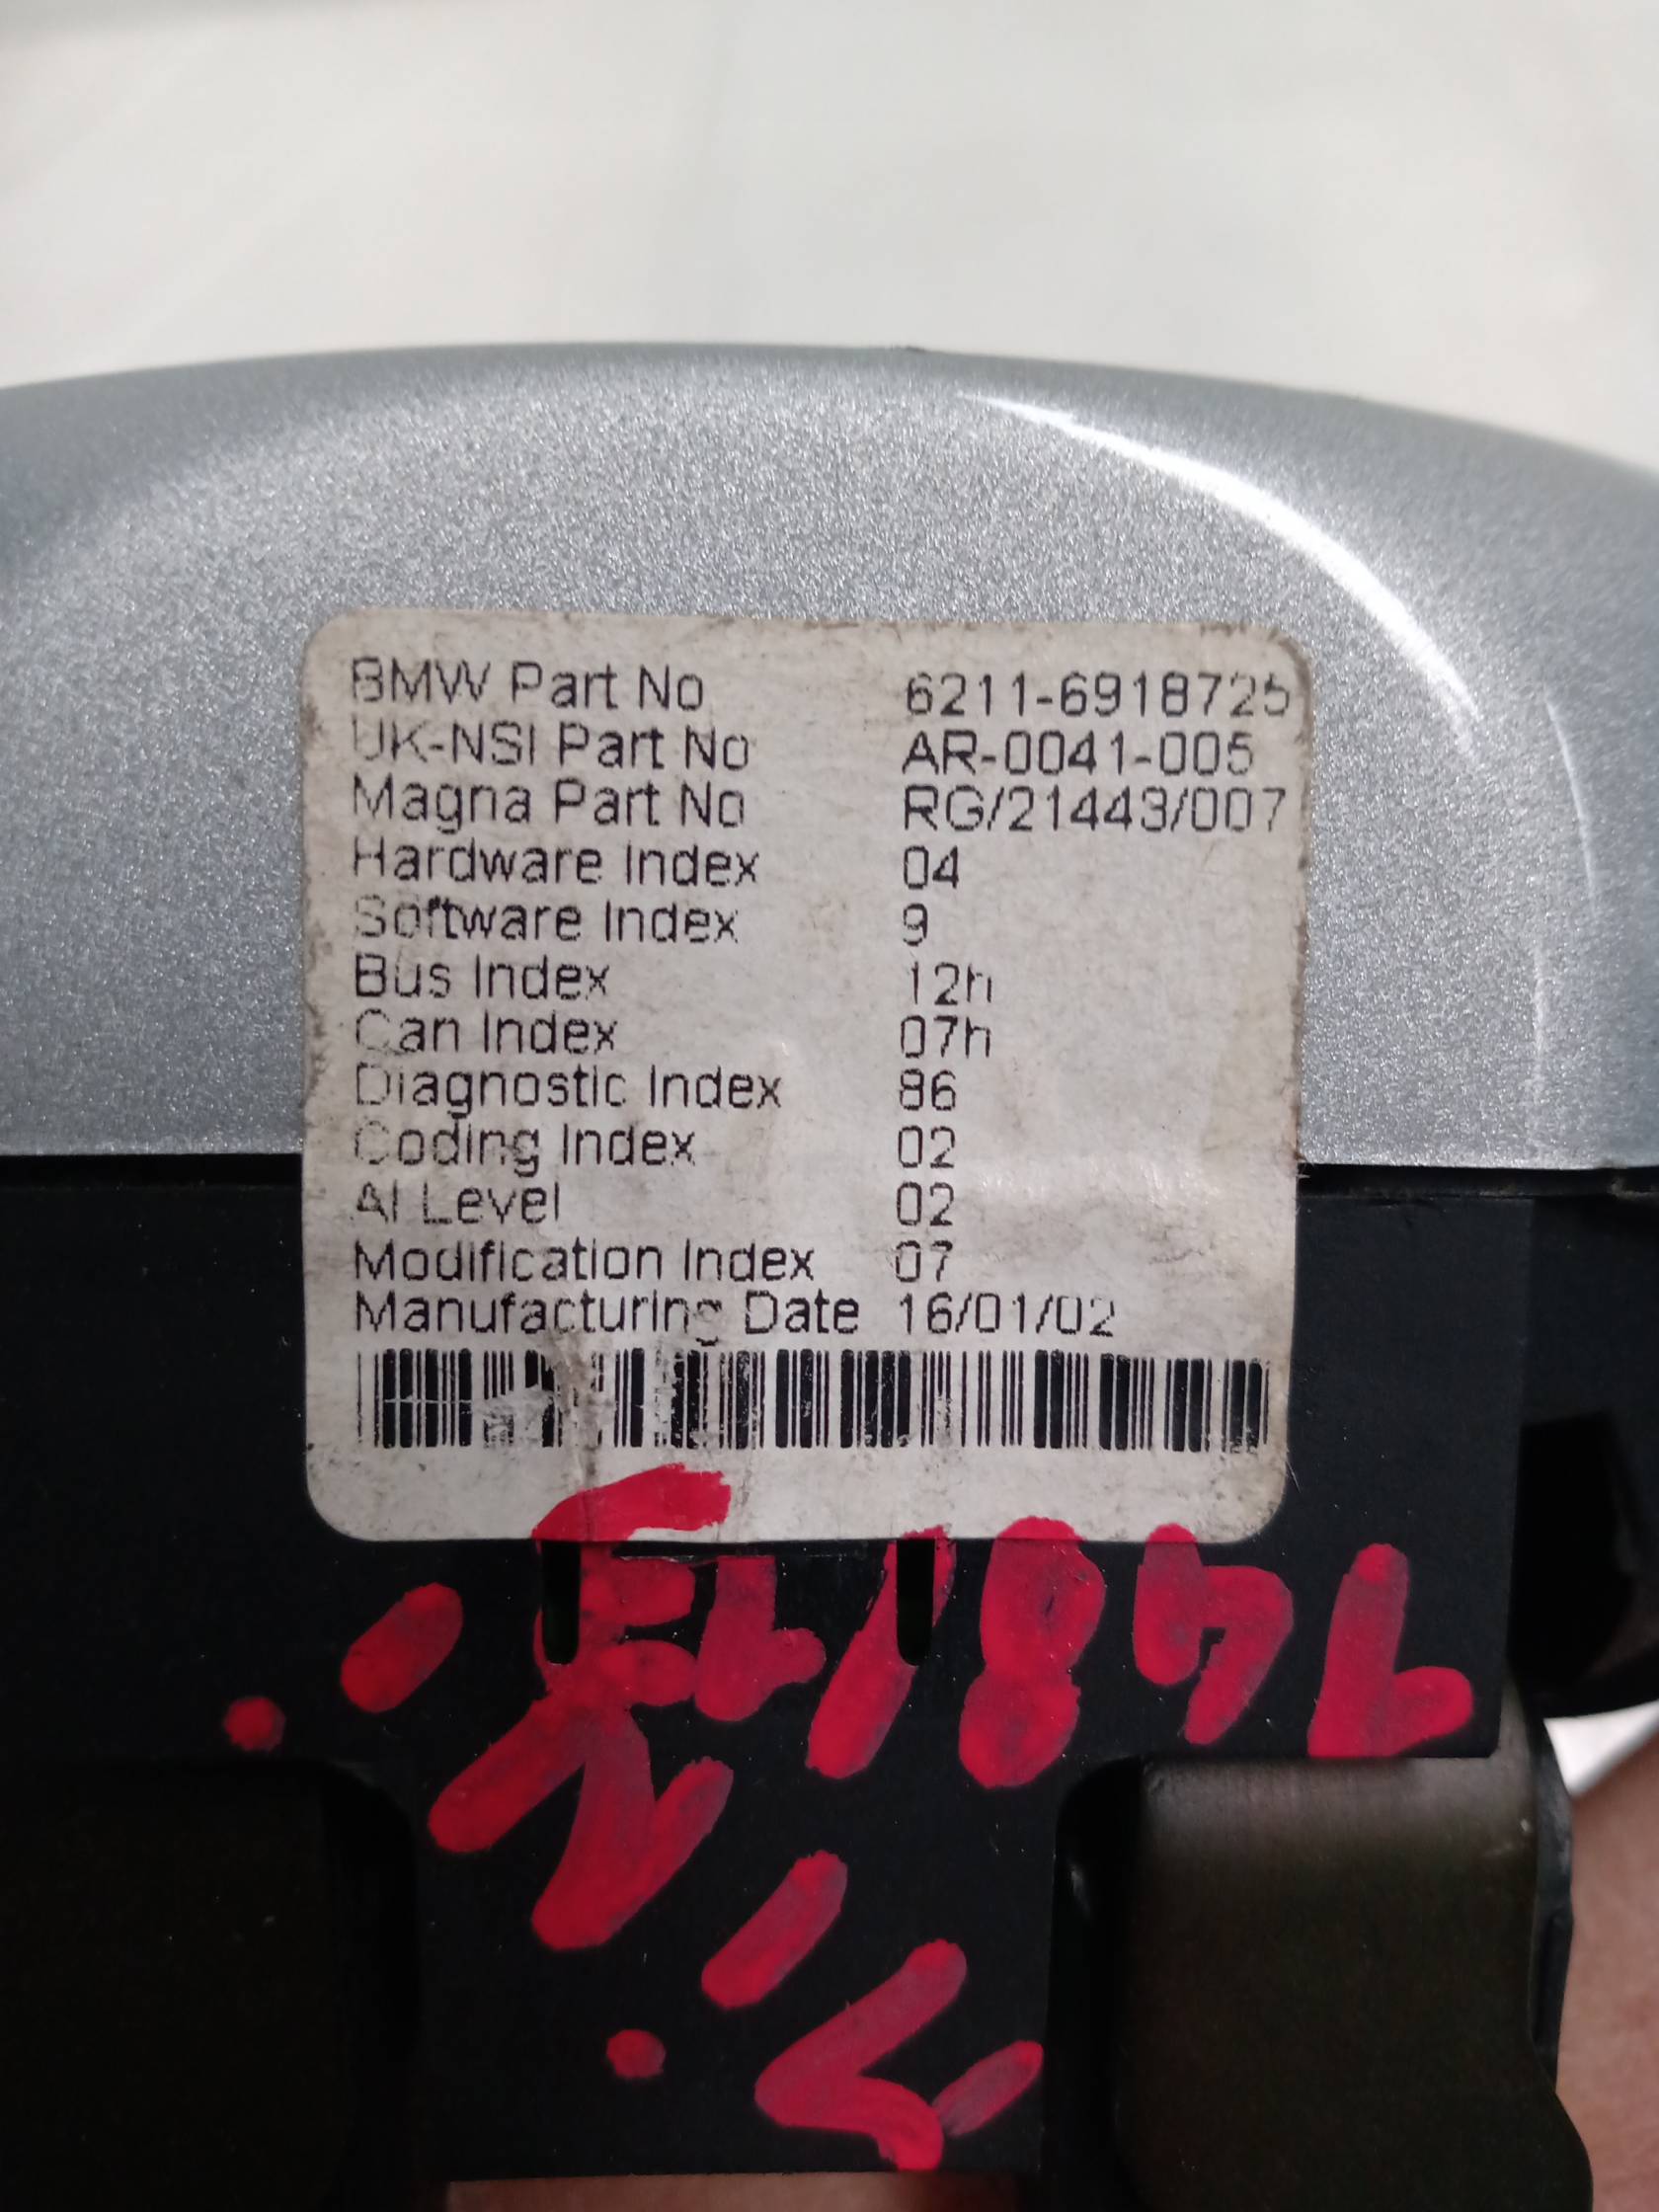 BMW Part No 6211-6918725
UK-NSI Part No AR-0041-005
Magna Part No RG/21443/007
Hardware Index 04
Software Index 9
Bus Index 12h
Can Index 07h
Diagnostic Index 86
Coding Index 02
AI Level 02
Modification Index 07
Manufacturing Date 16/01/02